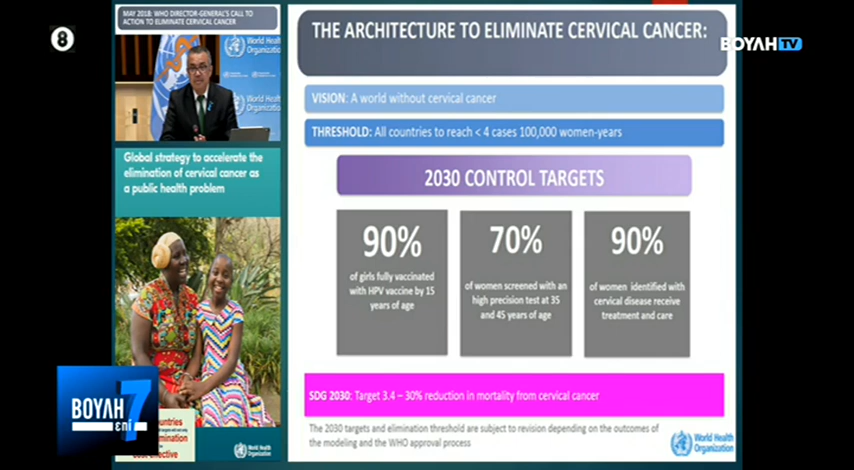 MAY 2018: WHO DIRECTOR-GENERAL'S CALL TO
ACTION TO ELIMINATE CERVICAL CANCER
8
World Health
Organization
World Health
Organization
Global strategy to accelerate the
elimination of cervical cancer as
a public health problem
THE ARCHITECTURE TO ELIMINATE CERVICAL CANCER:
ΒΟΥΛΗ TV
VISION: A world without cervical cancer
THRESHOLD: All countries to reach < 4 cases 100,000 women-years
2030 CONTROL TARGETS
90%
of girls fully vaccinated
with HPV vaccine by 15
years of age
70%
of women screened with an
high precision test at 35
and 45 years of age
90%
of women identified with
cervical disease receive
treatment and care
SDG 2030: Target 3.4 – 30% reduction in mortality from cervical cancer
The 2030 targets and elimination threshold are subject to revision depending on the outcomes of
the modeling and the WHO approval process
World Health
Organization
ΒΟΥΛΗ
επί
7
World Health
Organization